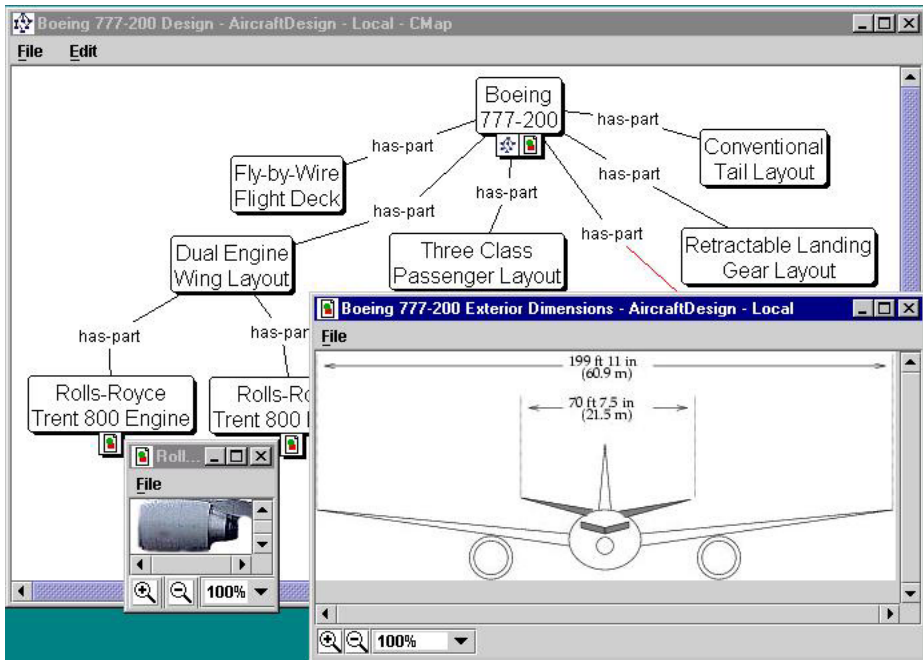 Boeing 777-200 Design - AircraftDesign - Local - CMap
File Edit
Boeing
777-200
has-part
has-part
Conventional
Tail Layout
Fly-by-Wire
Flight Deck
has-part
has-part
has-part
has-part
Dual Engine
Wing Layout
Three Class
Passenger Layout
Retractable Landing
Gear Layout
has-part
Rolls-Royce
Trent 800 Engine
Trent 800
Boeing 777-200 Exterior Dimensions - AircraftDesign - Local
File
199 ft 11 in
(60.9 m)
70 ft 7.5 in
(21.5 m)
100%
Roll...
File
100%